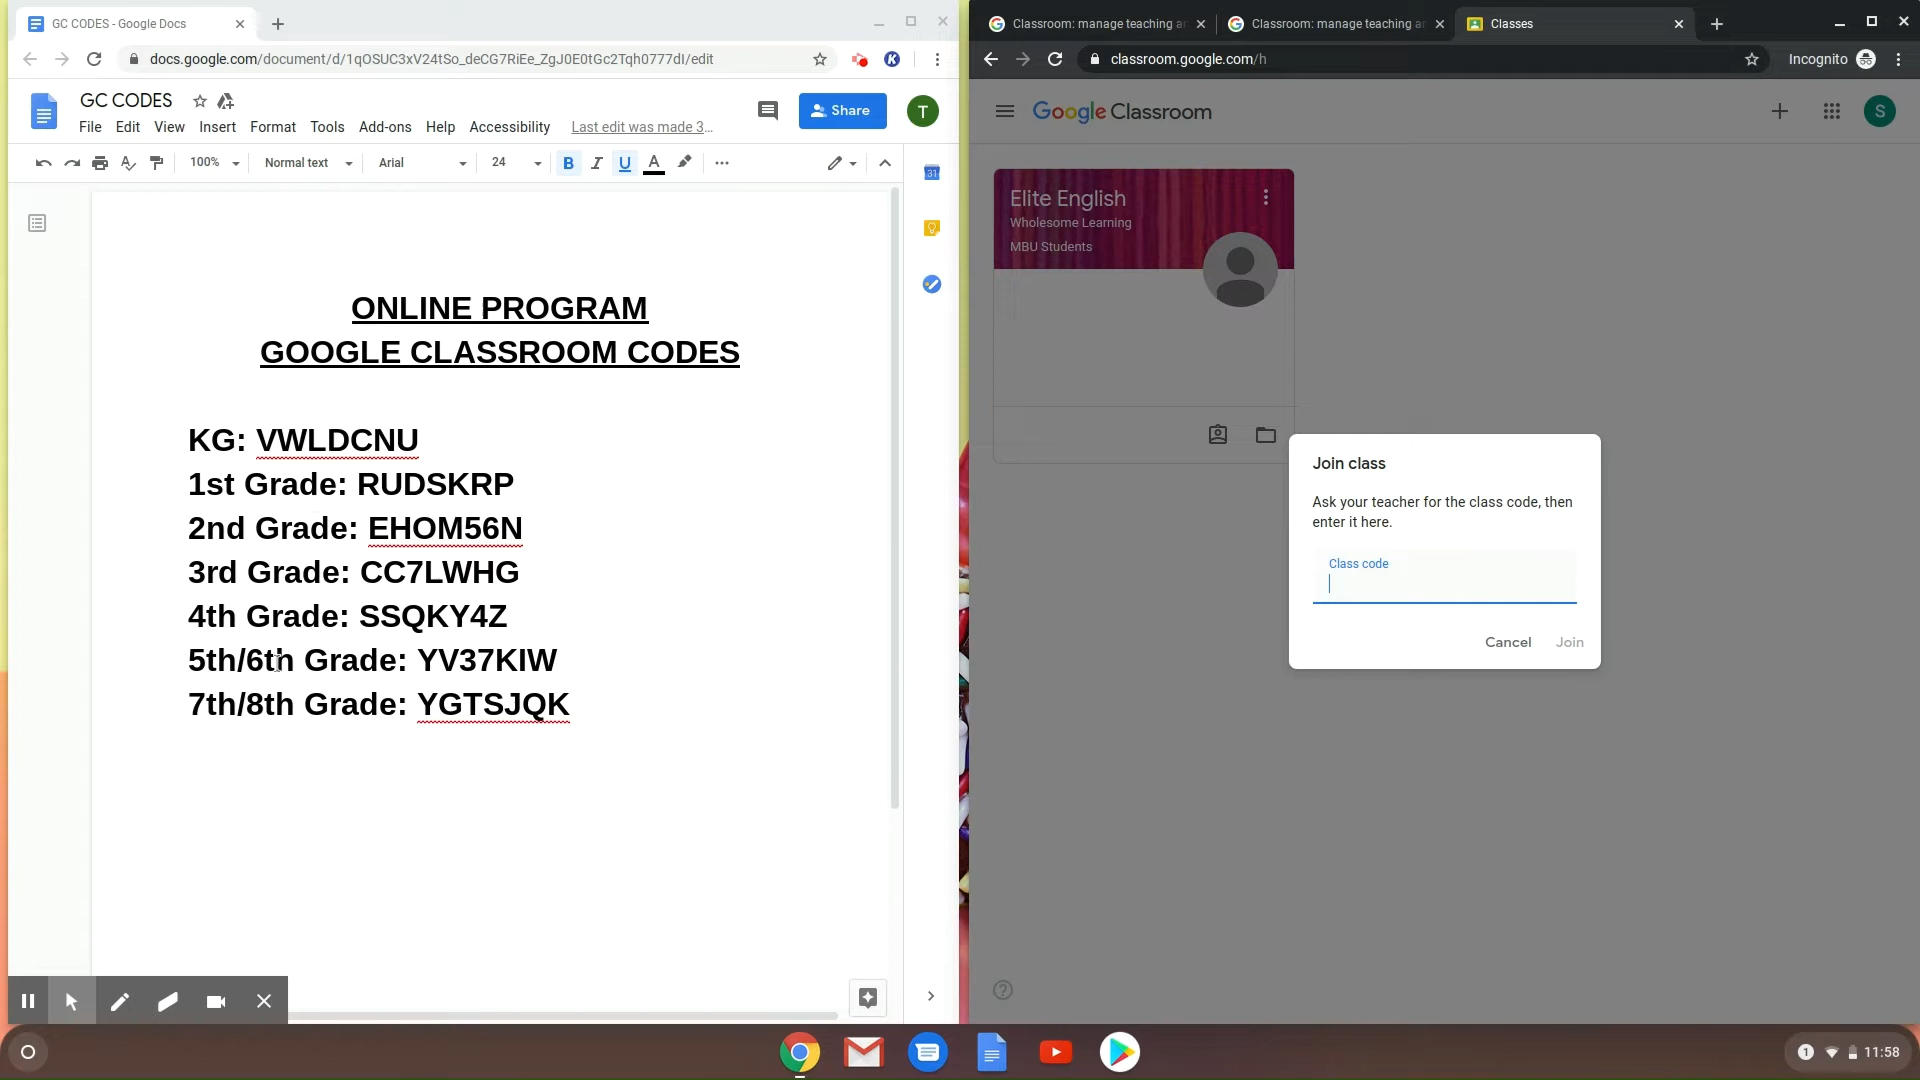 GC CODES - Google Docs
docs.google.com/document/d/1qOSUC3xV24tSo_deCG7RiEe_ZgJ0E0tGc2Tqh0777dI/edit
GC CODES
Share
T
File Edit View Insert Format Tools Add-ons Help Accessibility Last edit was made 3...
100% Normal text Arial 24 B I U A
31
ONLINE PROGRAM
GOOGLE CLASSROOM CODES
KG: VWLDCNU
1st Grade: RUDSKRP
2nd Grade: EHOM56N
3rd Grade: CC7LWHG
4th Grade: SSQKY4Z
5th/6th Grade: YV37KIW
7th/8th Grade: YGTSJQK
Classroom: manage teaching Classroom: manage teaching Classes
classroom.google.com/h
Incognito
Google Classroom
S
Elite English
Wholesome Learning
MBU Students
Join class
Ask your teacher for the class code, then
enter it here.
Class code
Cancel Join
1 11:58